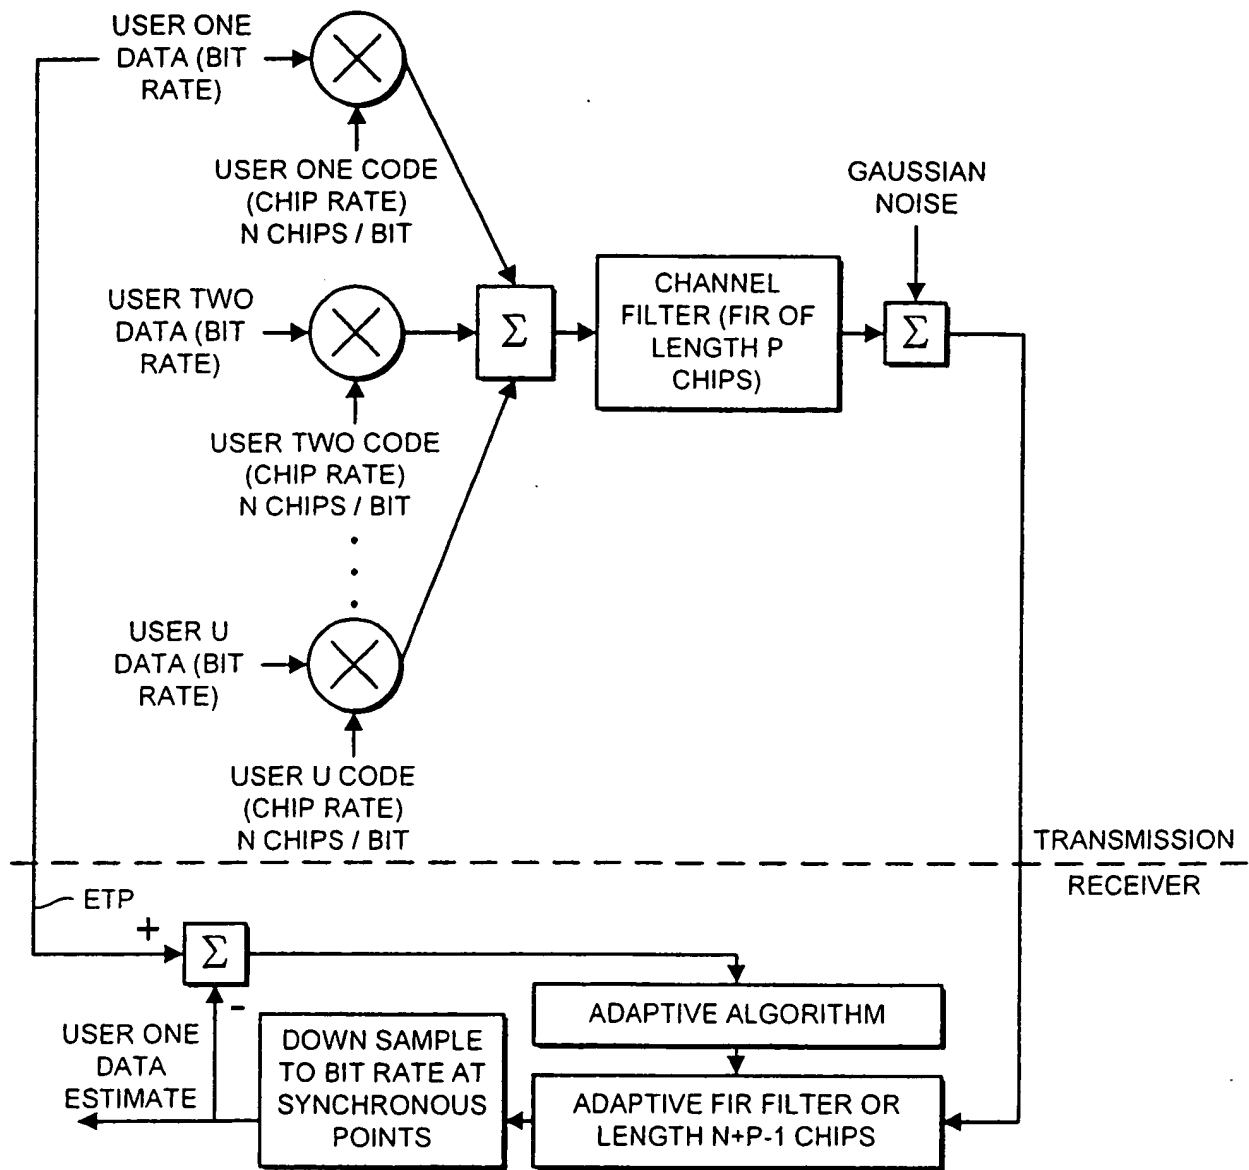 USER ONE
DATA (BIT
RATE)
USER ONE CODE
(CHIP RATE)
N CHIPS / BIT
GAUSSIAN
NOISE
USER TWO
DATA (BIT
RATE)
Σ
CHANNEL
FILTER (FIR OF
LENGTH P
CHIPS)
Σ
USER TWO CODE
(CHIP RATE)
N CHIPS / BIT
USER U
DATA (BIT
RATE)
USER U CODE
(CHIP RATE)
N CHIPS / BIT
TRANSMISSION
RECEIVER
ETP
+
Σ
-
ADAPTIVE ALGORITHM
USER ONE
DATA
ESTIMATE
DOWN SAMPLE
TO BIT RATE AT
SYNCHRONOUS
POINTS
ADAPTIVE FIR FILTER OR
LENGTH N+P-1 CHIPS